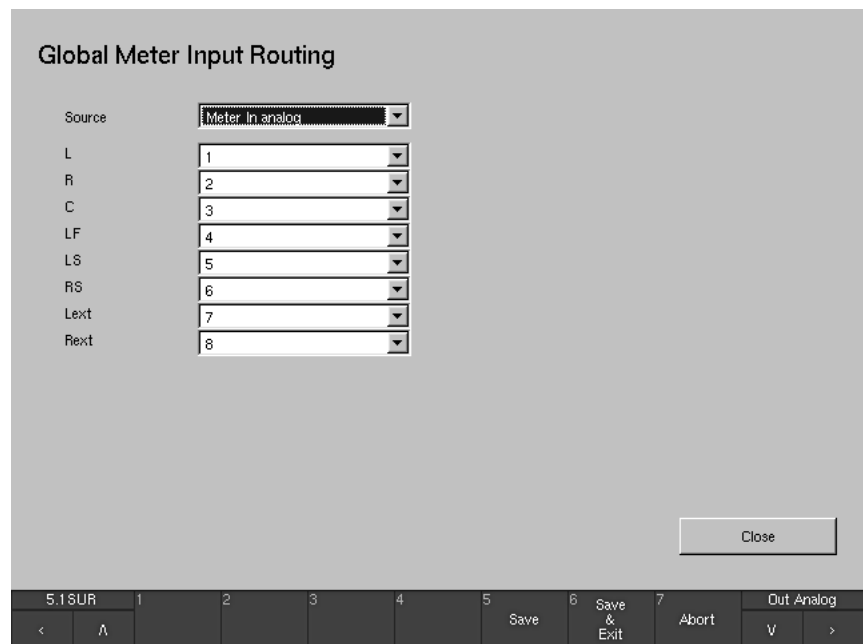 Global Meter Input Routing
Source Meter In analog
L 1
R 2
C 3
LF 4
LS 5
RS 6
Lext 7
Rext 8
Close
5.1SUR 1 2 3 4 5 Save 6 Save & Exit 7 Abort Out Analog
< Λ V >